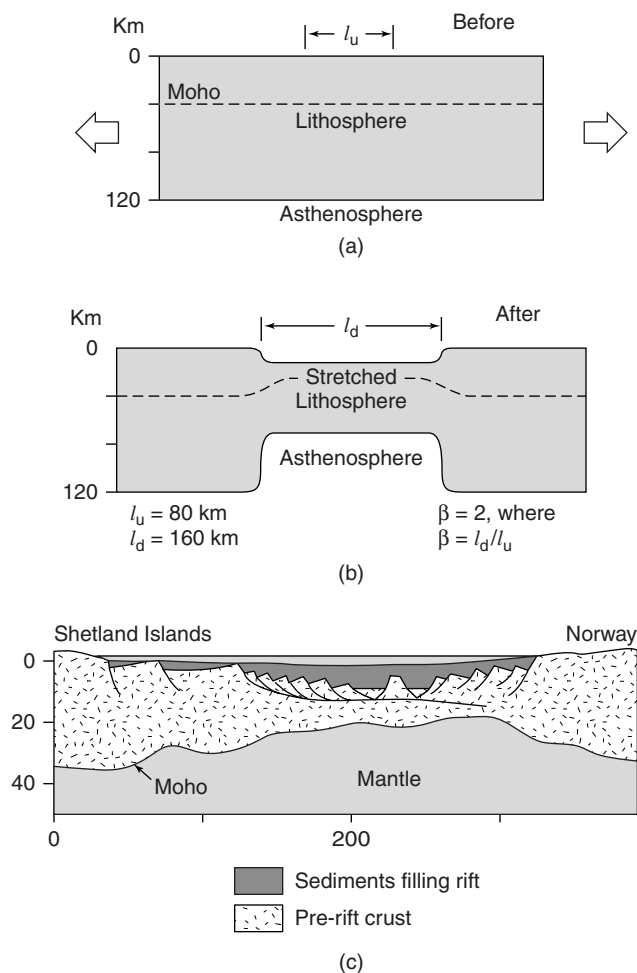 Km
l_u
Before
0
Moho
Lithosphere
120
Asthenosphere
(a)
Km
l_d
After
0
Stretched
Lithosphere
Asthenosphere
120
l_u = 80 km
l_d = 160 km
β = 2, where
β = l_d/l_u
(b)
Shetland Islands
Norway
0
20
40
Moho
Mantle
0
200
Sediments filling rift
Pre-rift crust
(c)